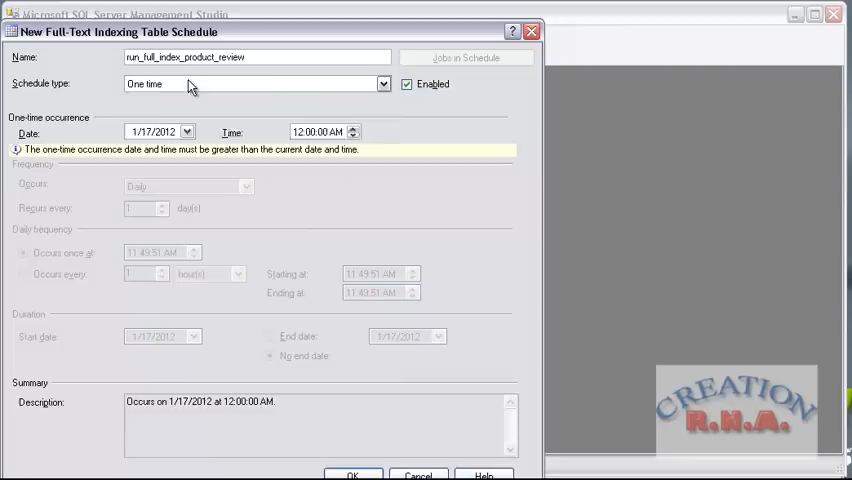 Microsoft SQL Server Management Studio
New Full-Text Indexing Table Schedule
Name: run_full_index_product_review Jobs in Schedule
Schedule type: One time Enabled
One-time occurrence
Date: 1/17/2012 Time: 12:00:00 AM
The one-time occurrence date and time must be greater than the current date and time.
Frequency
Occurs: Daily
Recurs every: 1 day(s)
Daily frequency
Occurs once at: 11:49:51 AM
Occurs every: 1 hour(s) Starting at: 11:49:51 AM
Ending at: 11:49:51 AM
Duration
Start date: 1/17/2012 End date: 1/17/2012
No end date:
Summary
Description: Occurs on 1/17/2012 at 12:00:00 AM.
OK Cancel Help
CREATION
R.N.A.